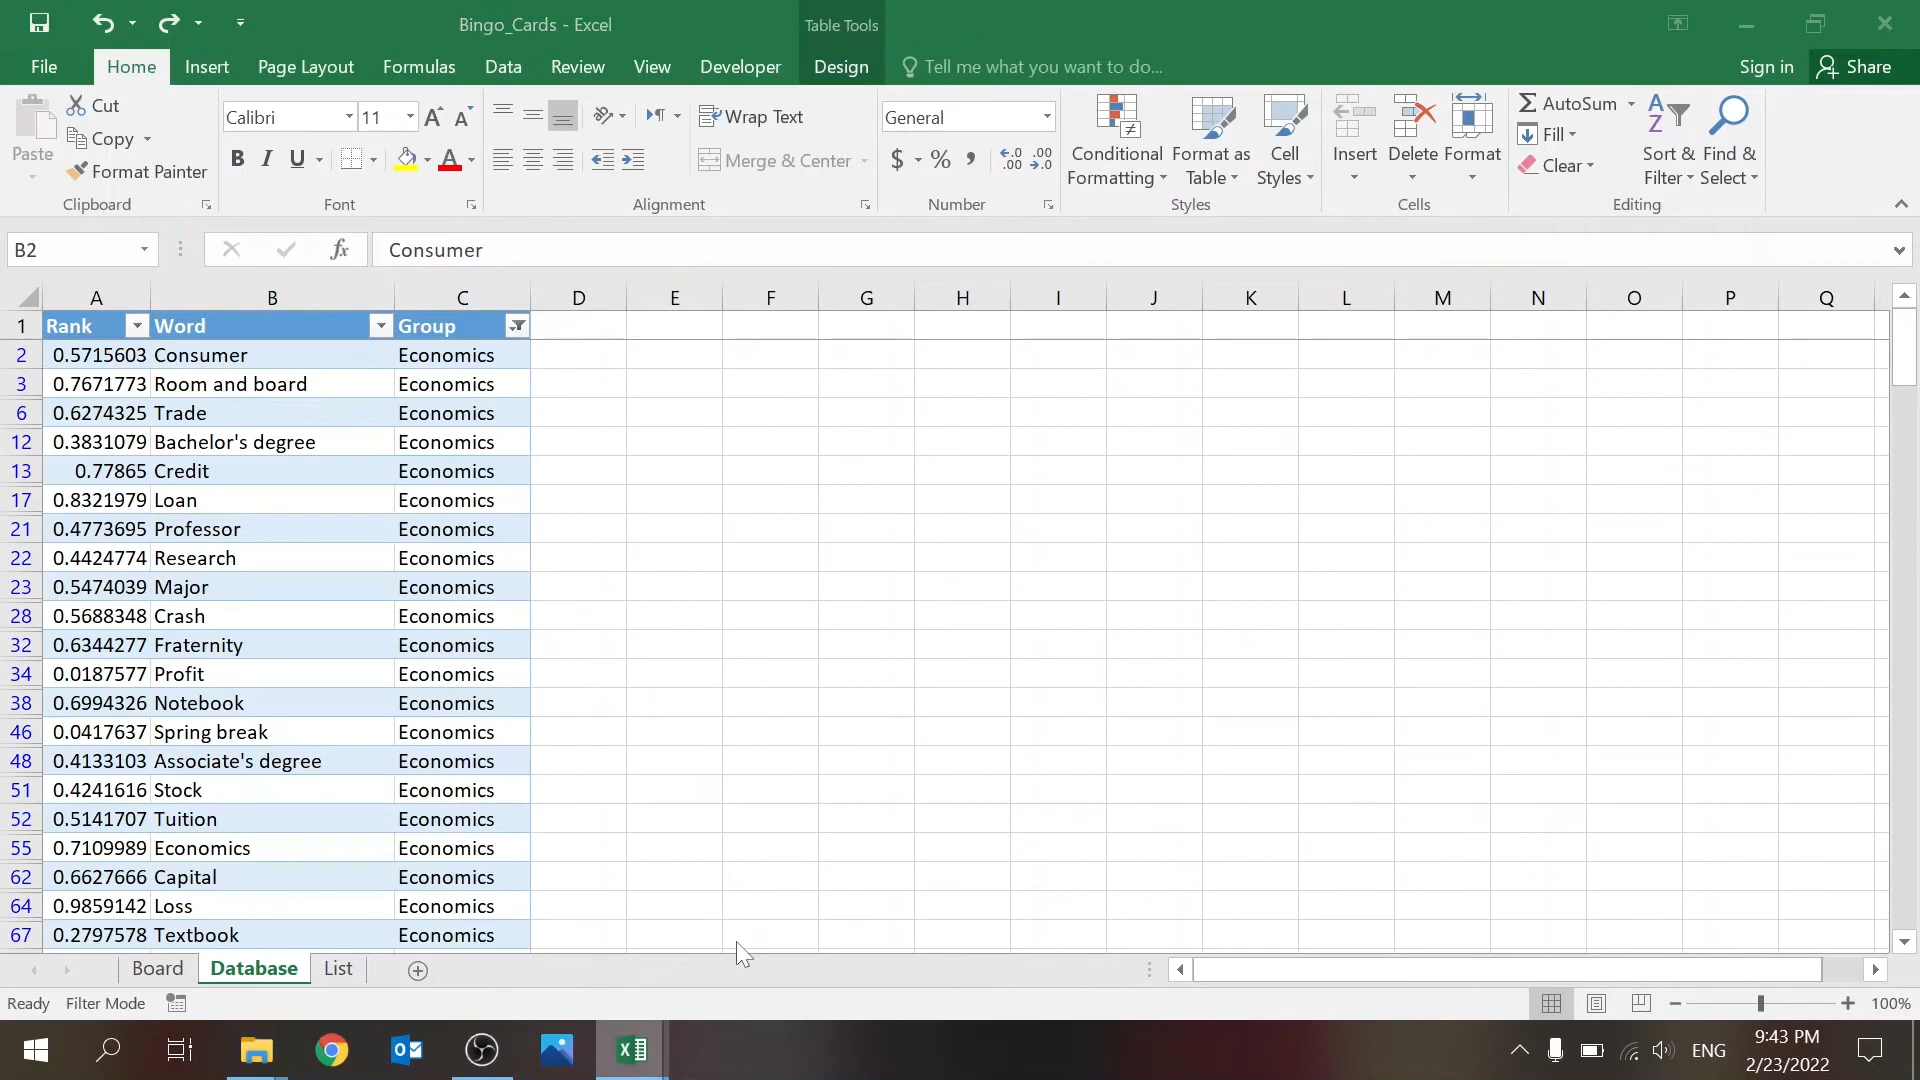 Bingo_Cards - Excel
Table Tools
File Home Insert Page Layout Formulas Data Review View Developer Design Tell me what you want to do... Sign in Share
Paste
Cut
Copy
Format Painter
Clipboard
Calibri 11
B I U A
Font
Wrap Text
Merge & Center
Alignment
General
$ % ,
Number
Conditional Formatting
Format as Table
Cell Styles
Styles
Insert Delete Format
Cells
AutoSum
Fill
Clear
Sort & Filter
Find & Select
Editing
B2 fx Consumer
A B C D E F G H I J K L M N O P Q
1 Rank Word Group
2 0.5715603 Consumer Economics
3 0.7671773 Room and board Economics
6 0.6274325 Trade Economics
12 0.3831079 Bachelor's degree Economics
13 0.77865 Credit Economics
17 0.8321979 Loan Economics
21 0.4773695 Professor Economics
22 0.4424774 Research Economics
23 0.5474039 Major Economics
28 0.5688348 Crash Economics
32 0.6344277 Fraternity Economics
34 0.0187577 Profit Economics
38 0.6994326 Notebook Economics
46 0.0417637 Spring break Economics
48 0.4133103 Associate's degree Economics
51 0.4241616 Stock Economics
52 0.5141707 Tuition Economics
55 0.7109989 Economics Economics
62 0.6627666 Capital Economics
64 0.9859142 Loss Economics
67 0.2797578 Textbook Economics
Board Database List
Ready Filter Mode 100%
ENG 9:43 PM
2/23/2022